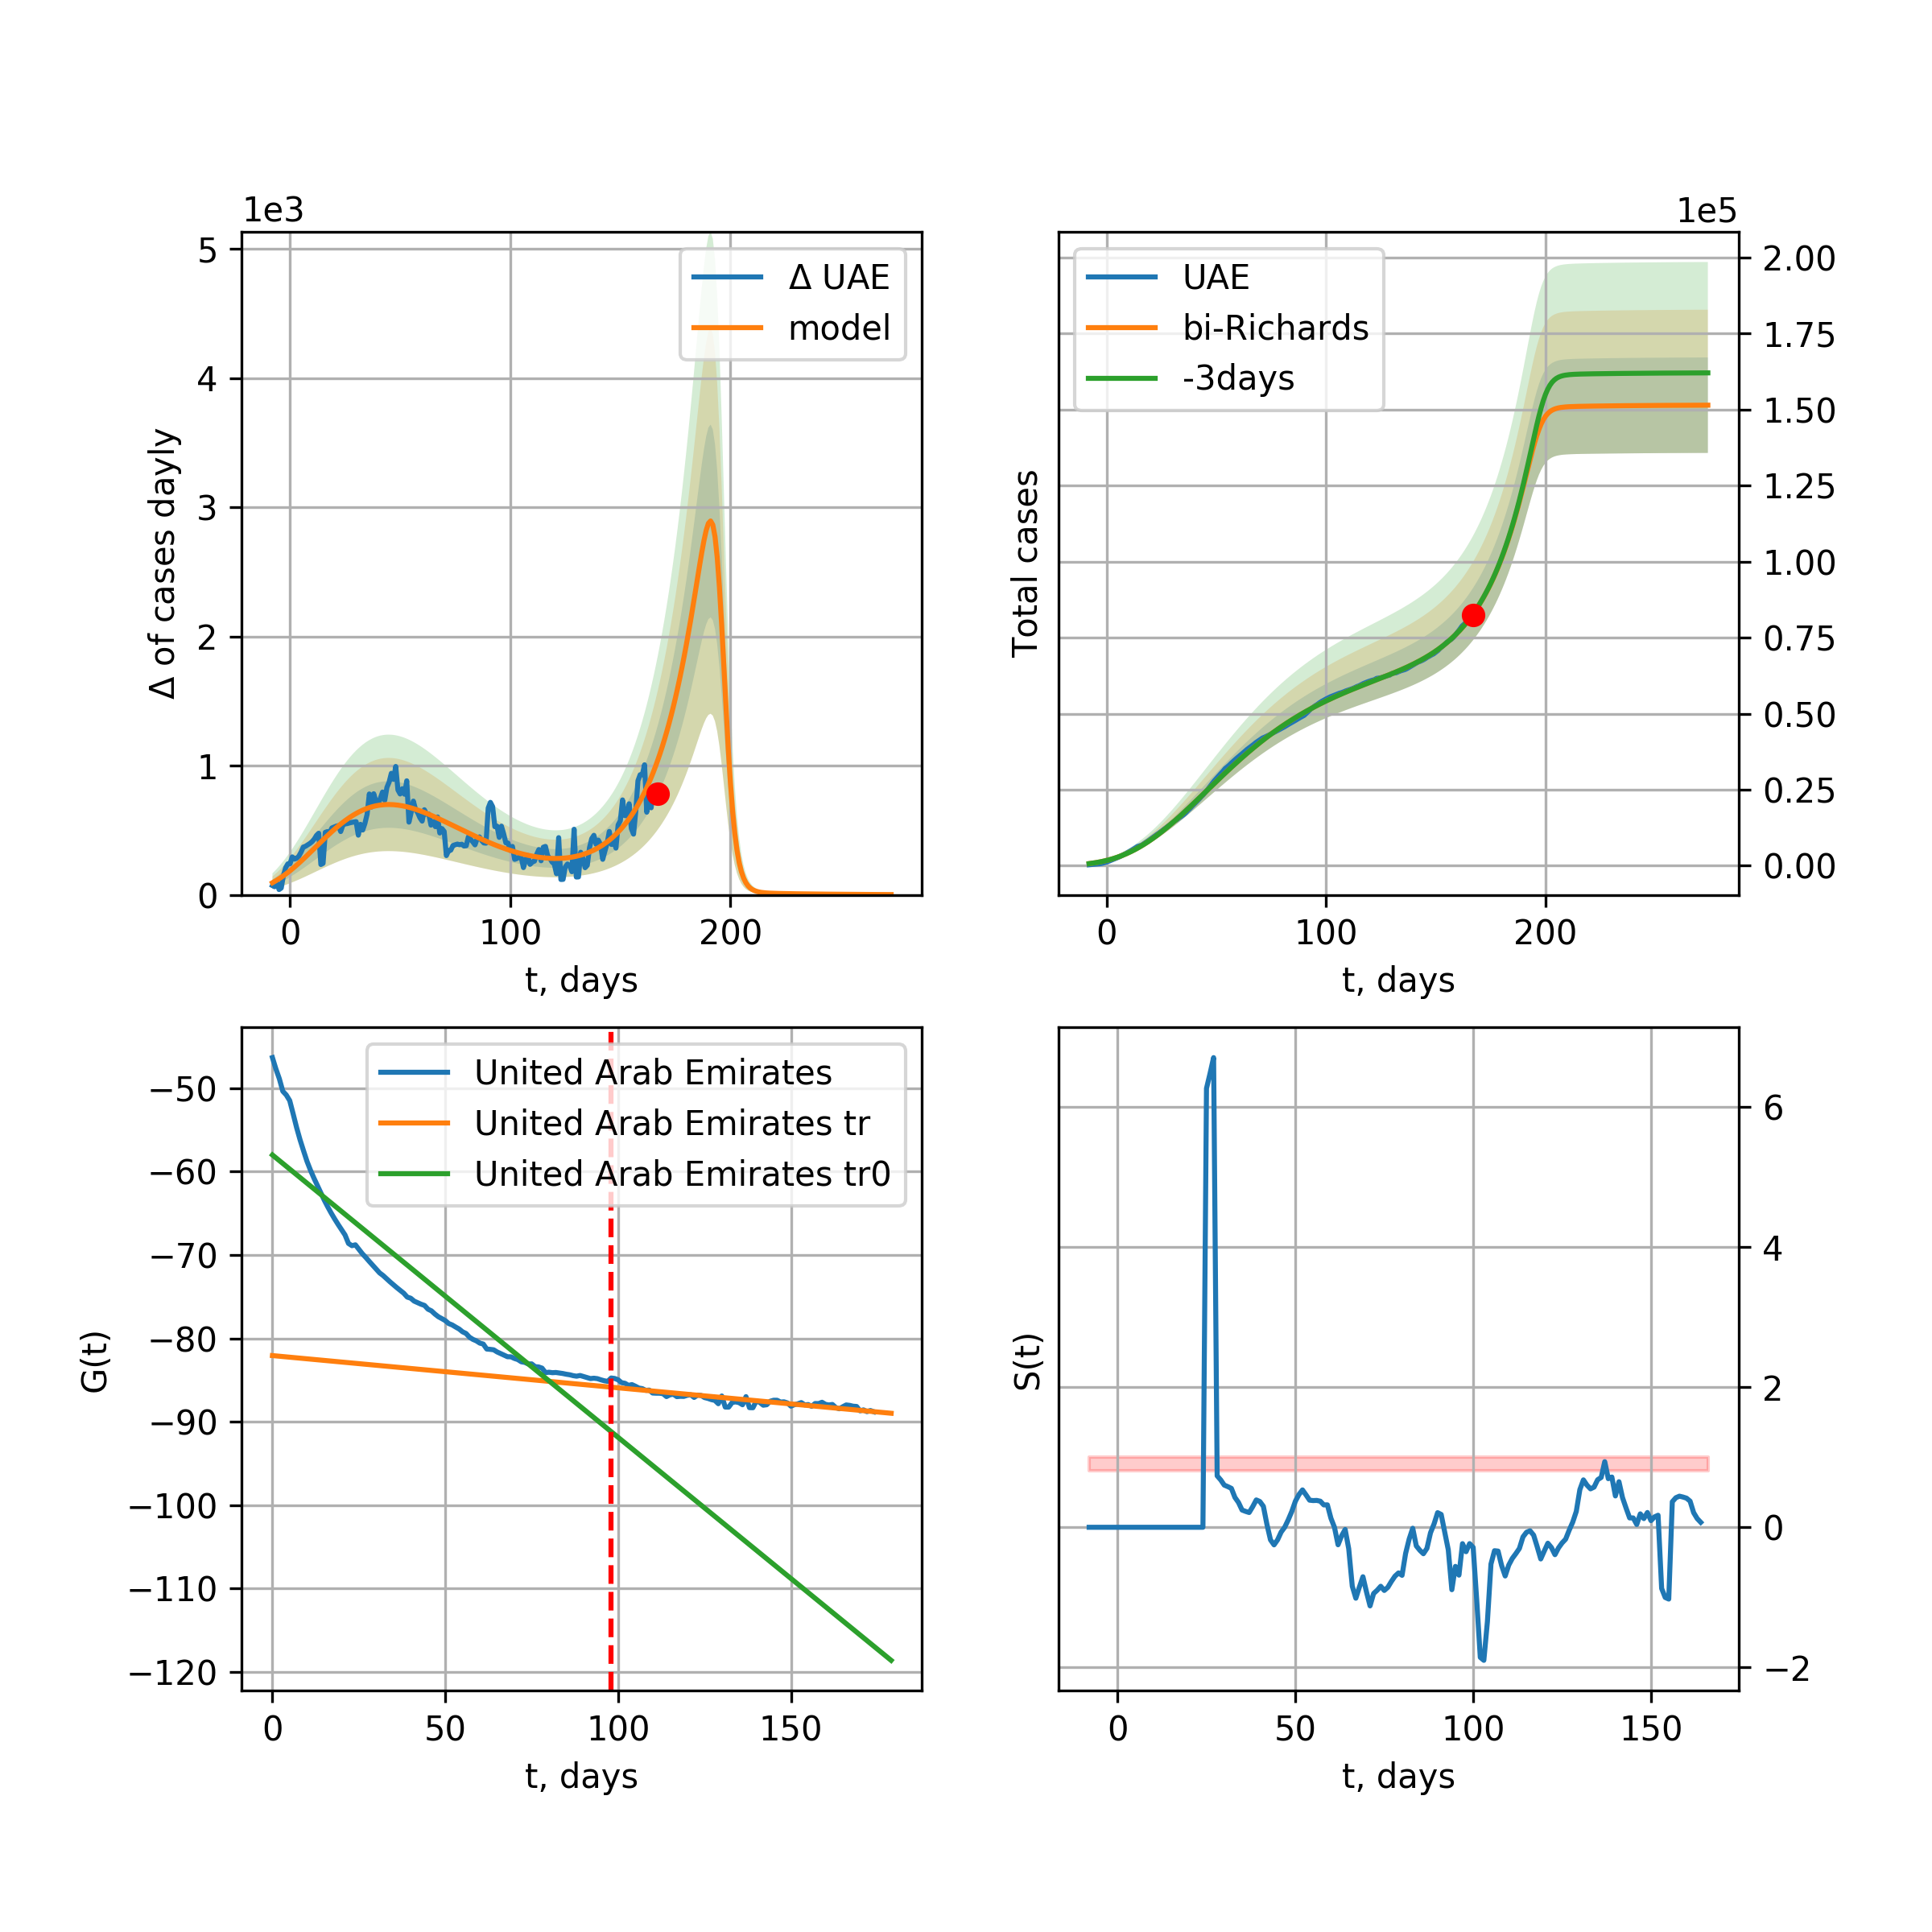 1e3
5
4
3
2
1
0
Δ of cases dayly
Δ UAE
model
0
100
200
t, days
1e5
UAE
bi-Richards
-3days
Total cases
2.00
1.75
1.50
1.25
1.00
0.75
0.50
0.25
0.00
0
100
200
t, days
−50
−60
−70
−80
−90
−100
−110
−120
G(t)
United Arab Emirates
United Arab Emirates tr
United Arab Emirates tr0
0
50
100
150
t, days
S(t)
6
4
2
0
−2
0
50
100
150
t, days